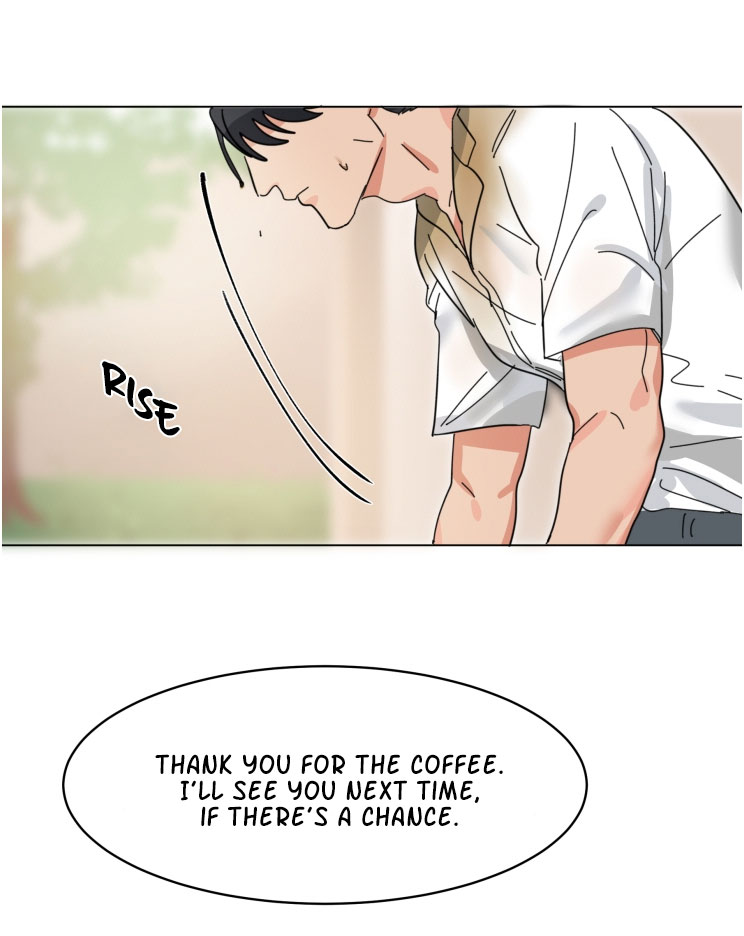 RISE
THANK YOU FOR THE COFFEE.
I'LL SEE YOU NEXT TIME,
IF THERE'S A CHANCE.